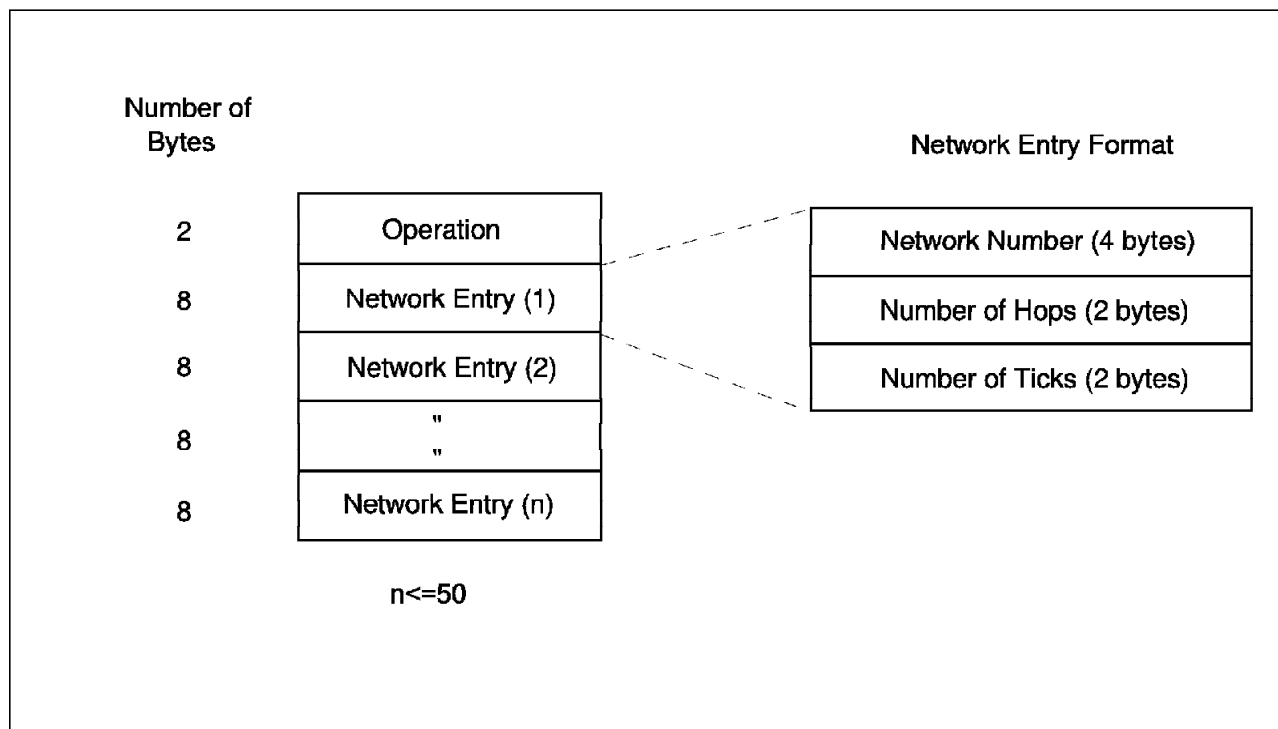 Number of
Bytes
Network Entry Format
2
Operation
Network Number (4 bytes)
8
Network Entry (1)
Number of Hops (2 bytes)
8
Network Entry (2)
Number of Ticks (2 bytes)
8
"
"
8
Network Entry (n)
n<=50